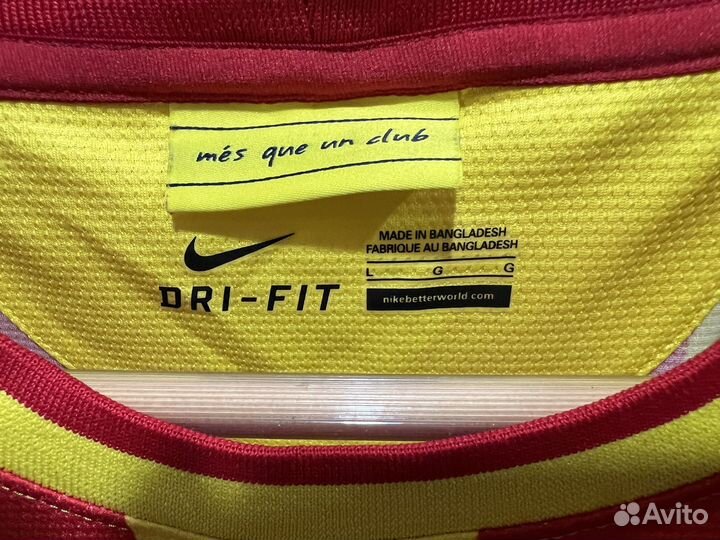 més que un club
MADE IN BANGLADESH
FABRIQUE AU BANGLADESH
L G G
DRI-FIT
nikebetterworld.com
Avito